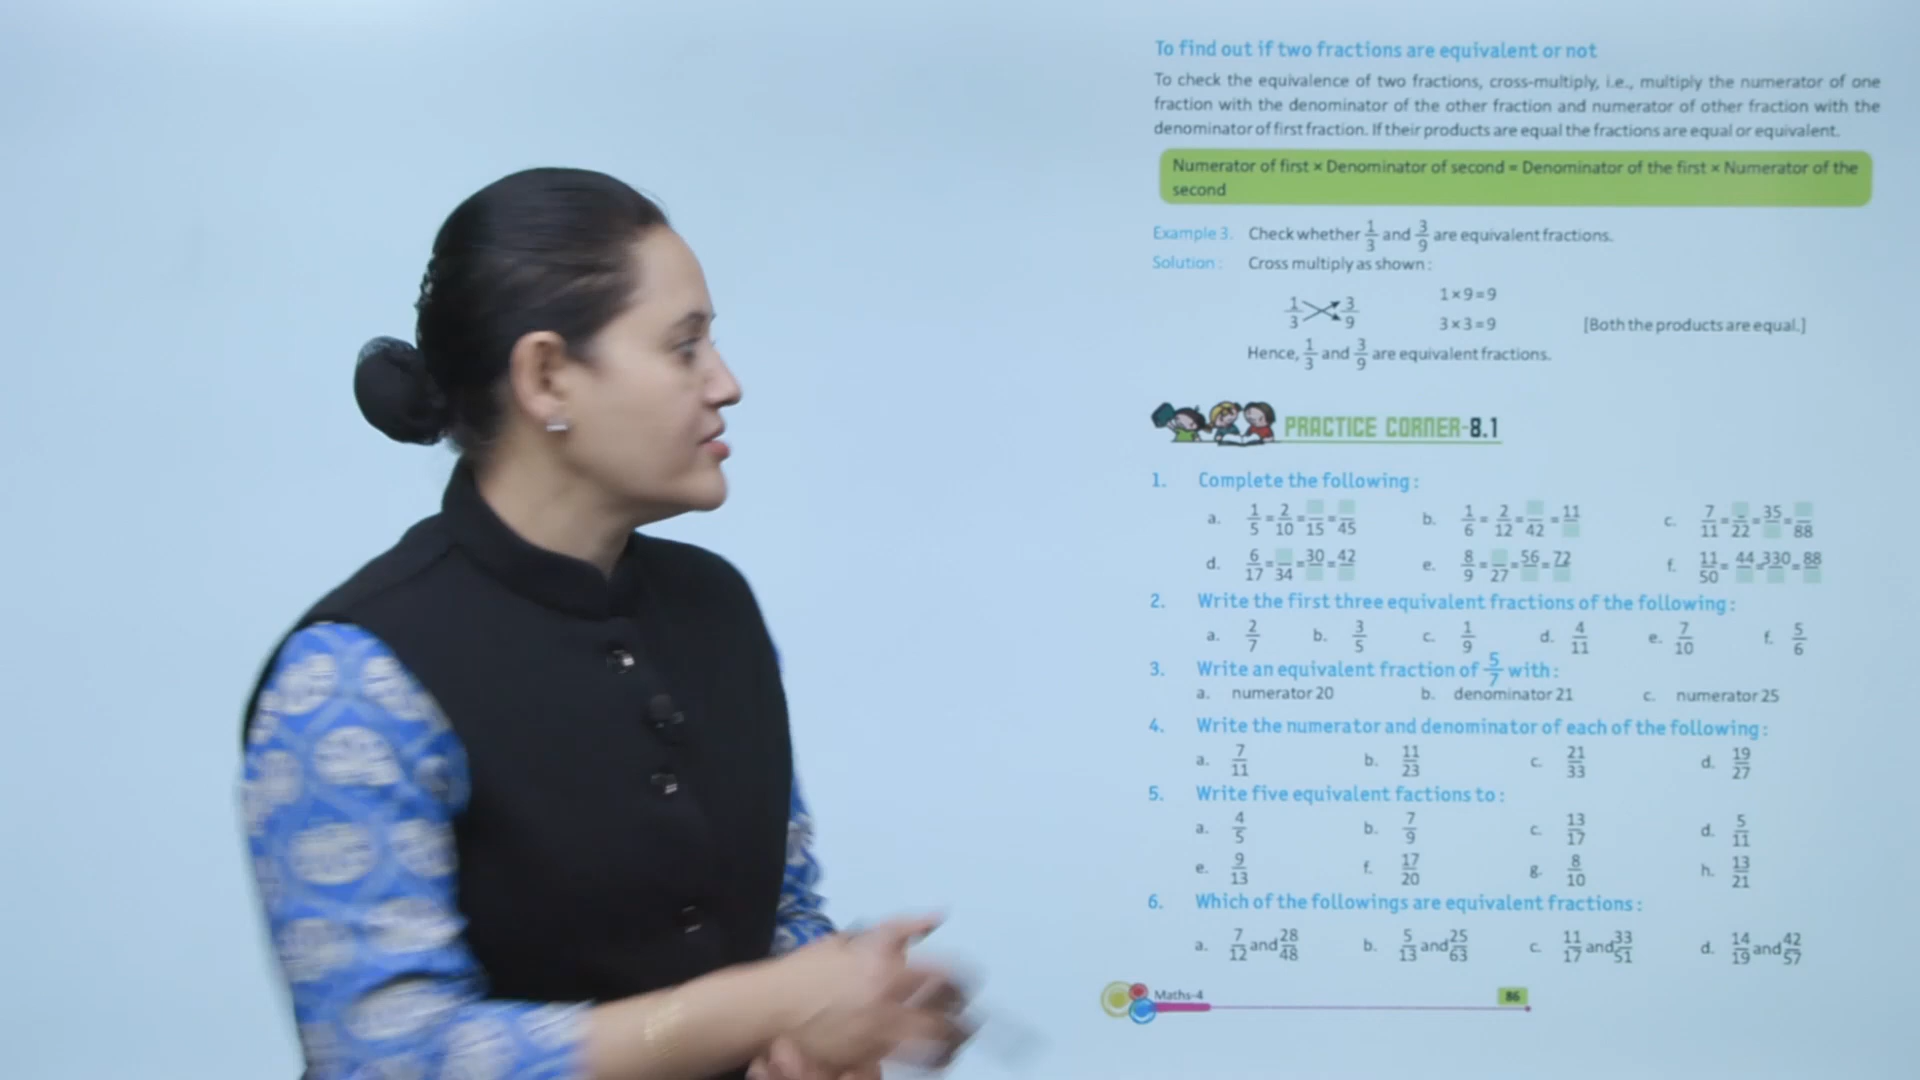 To find out if two fractions are equivalent or not
To check the equivalence of two fractions, cross-multiply, i.e., multiply the numerator of one
fraction with the denominator of the other fraction and numerator of other fraction with the
denominator of first fraction. If their products are equal the fractions are equal or equivalent.
Numerator of first × Denominator of second = Denominator of the first × Numerator of the
second
Example 3. Check whether 1/3 and 3/9 are equivalent fractions.
Solution : Cross multiply as shown :
1/3 3/9 1 × 9 = 9
3 × 3 = 9 [Both the products are equal.]
Hence, 1/3 and 3/9 are equivalent fractions.
PRACTICE CORNER-8.1
1. Complete the following :
a. 1/5 = 2/10 = /15 = /45 b. 1/6 = 2/12 = /42 = 11/ c. 7/11 = /22 = 35/ = /88
d. 6/17 = /34 = 30/ = 42/ e. 8/9 = /27 = 56/ = 72/ f. 11/50 = 44/ = 330/ = 88/
2. Write the first three equivalent fractions of the following :
a. 2/7 b. 3/5 c. 1/9 d. 4/11 e. 7/10 f. 5/6
3. Write an equivalent fraction of 5/7 with :
a. numerator 20 b. denominator 21 c. numerator 25
4. Write the numerator and denominator of each of the following :
a. 7/11 b. 11/23 c. 21/33 d. 19/27
5. Write five equivalent factions to :
a. 4/5 b. 7/9 c. 13/17 d. 5/11
e. 9/13 f. 17/20 g. 8/10 h. 13/21
6. Which of the followings are equivalent fractions :
a. 7/12 and 28/48 b. 5/13 and 25/63 c. 11/17 and 33/51 d. 14/19 and 42/57
Maths-4 86